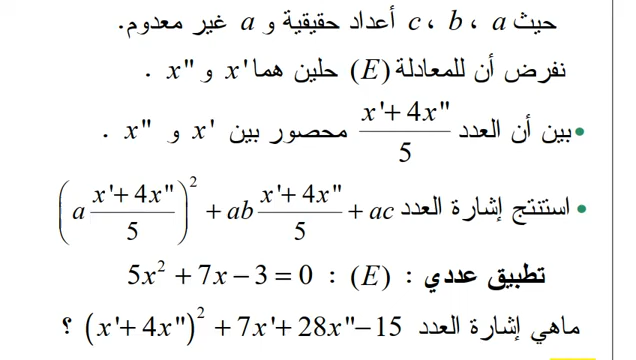 حيث a ، b ، c أعداد حقيقية و a غير معدوم.
نفرض أن للمعادلة (E) حلين هما x' و x'' .
• بين أن العدد (x'+4x'')/5 محصور بين x' و x'' .
• استنتج إشارة العدد (a (x'+4x'')/5)² + ab (x'+4x'')/5 + ac
تطبيق عددي : (E) : 5x² + 7x − 3 = 0
ماهي إشارة العدد (x'+4x'')² + 7x'+ 28x''−15 ؟